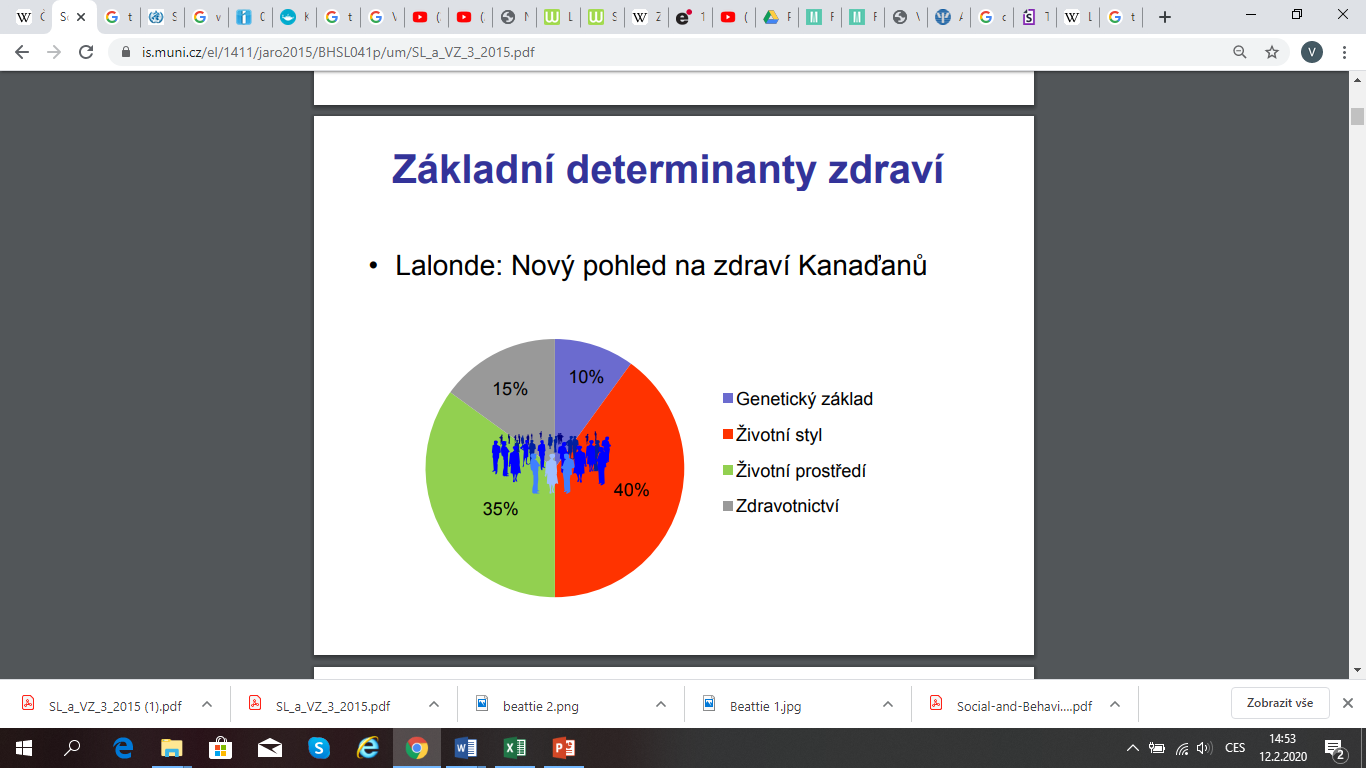 is.muni.cz/el/1411/jaro2015/BHSL041p/um/SL_a_VZ_3_2015.pdf
V
Základní determinanty zdraví
• Lalonde: Nový pohled na zdraví Kanaďanů
10%
15%
40%
35%
Genetický základ
Životní styl
Životní prostředí
Zdravotnictví
SL_a_VZ_3_2015 (1).pdf
SL_a_VZ_3_2015.pdf
beattie 2.png
Beattie 1.jpg
Social-and-Behavi....pdf
Zobrazit vše
CES
14:53
12.2.2020
2